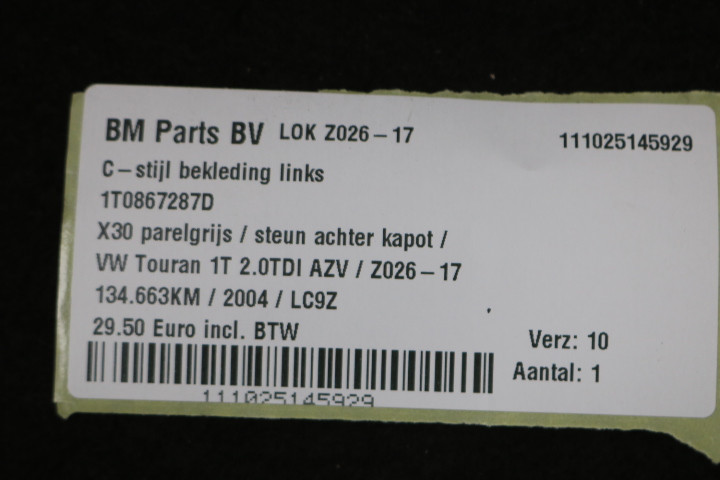 BM Parts BV LOK Z026-17 111025145929
C-stijl bekleding links
1T0867287D
X30 parelgrijs / steun achter kapot /
VW Touran 1T 2.0TDI AZV / Z026-17
134.663KM / 2004 / LC9Z
29.50 Euro incl. BTW
Verz: 10
Aantal: 1
111025145929